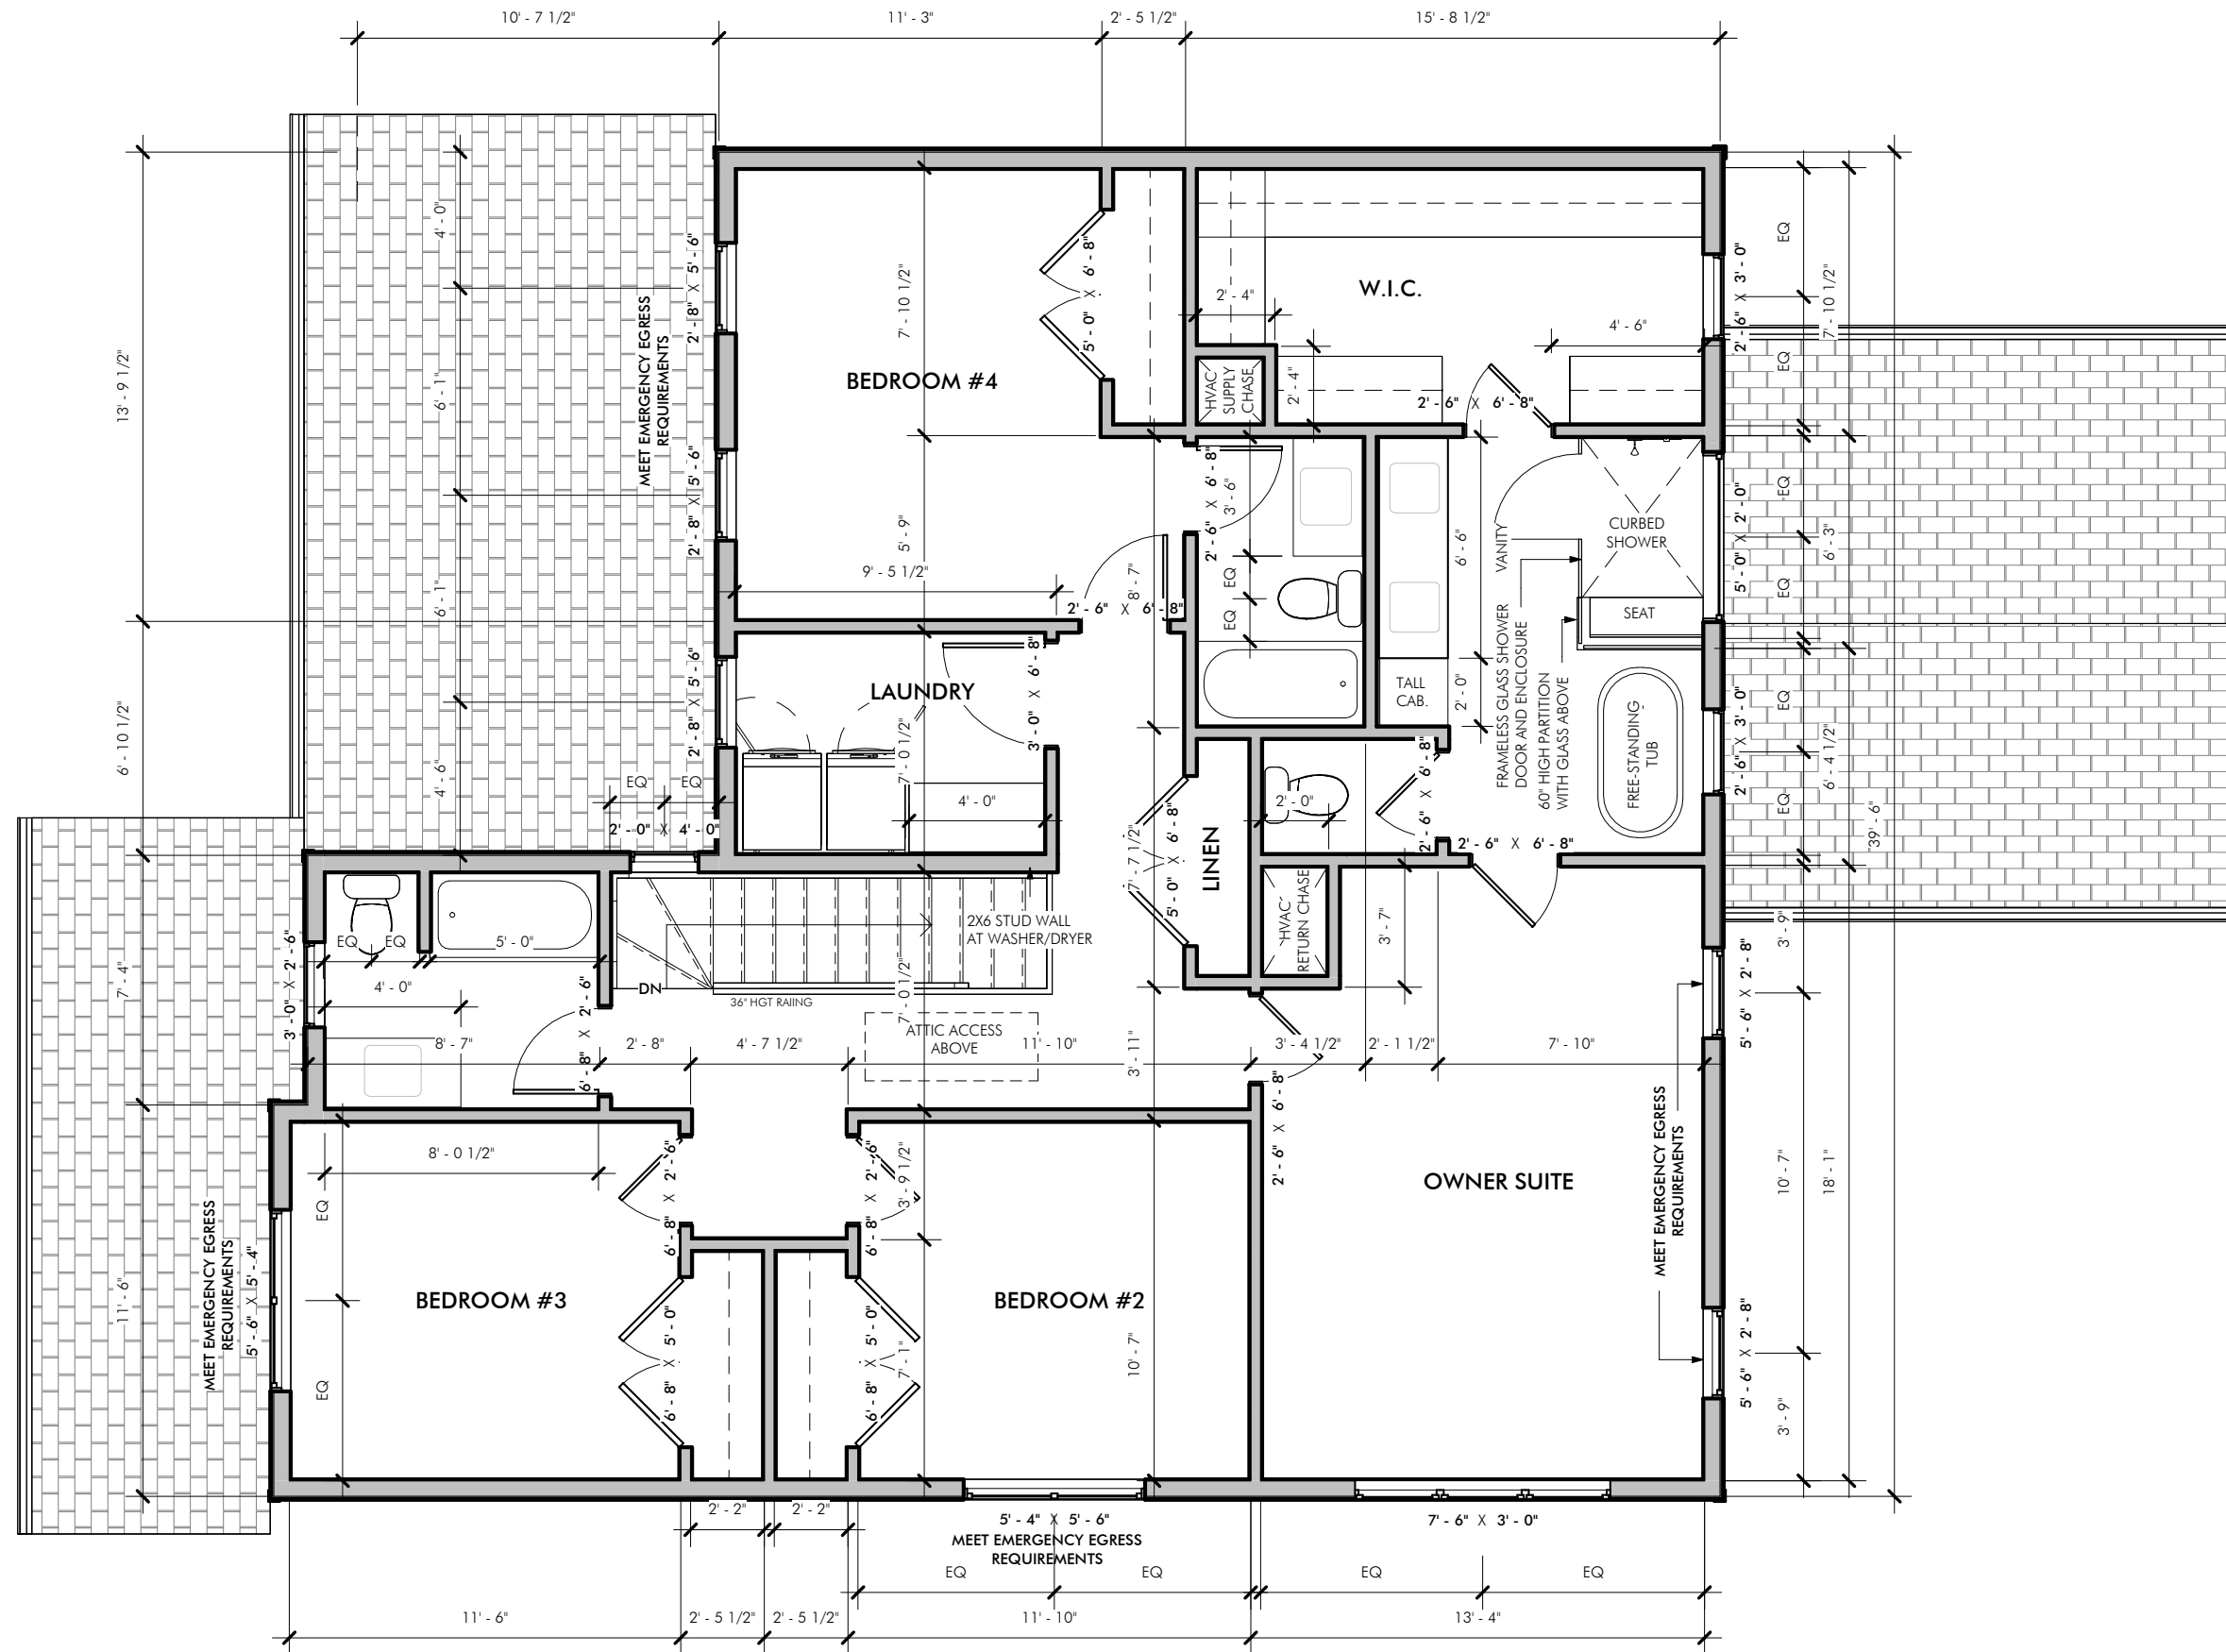 10' - 7 1/2"
11' - 3"
2' - 5 1/2"
15' - 8 1/2"
13' - 9 1/2"
6' - 10 1/2"
7' - 4"
11' - 6"
4' - 0"
6' - 1"
6' - 1"
4' - 6"
MEET EMERGENCY EGRESS
REQUIREMENTS
2' - 8" X 5' - 6"
2' - 8" X 5' - 6"
2' - 8" X 5' - 6"
EQ
EQ
2' - 0" X 4' - 0"
BEDROOM #4
7' - 10 1/2"
5' - 9"
9' - 5 1/2"
5' - 0" X 6' - 8"
2' - 6" X 6' - 8"
8' - 7"
W.I.C.
2' - 4"
2' - 4"
HVAC
SUPPLY
CHASE
4' - 6"
2' - 6" X 6' - 8"
2' - 6" X 3' - 0"
EQ
EQ
7' - 10 1/2"
2' - 6" X 6' - 8"
3' - 6"
EQ
EQ
6' - 6"
VANITY
TALL
CAB.
2' - 0"
CURBED
SHOWER
SEAT
FRAMELESS GLASS SHOWER
DOOR AND ENCLOSURE
60" HIGH PARTITION
WITH GLASS ABOVE
FREE-STANDING
TUB
5' - 0" X 2' - 0"
EQ
EQ
6' - 3"
2' - 6" X 3' - 0"
EQ
EQ
6' - 4 1/2"
39' - 6"
LAUNDRY
3' - 0" X 6' - 8"
7' - 0 1/2"
4' - 0"
LINEN
7' - 7 1/2"
5' - 0" X 6' - 8"
2' - 0"
2' - 6" X 6' - 8"
2' - 6" X 6' - 8"
HVAC
RETURN CHASE
3' - 7"
2X6 STUD WALL
AT WASHER/DRYER
DN
36" HGT RAIING
7' - 0 1/2"
ATTIC ACCESS
ABOVE
EQ
EQ
5' - 0"
4' - 0"
3' - 0" X 2' - 6"
8' - 7"
6' - 8" X 2' - 6"
2' - 8"
4' - 7 1/2"
11' - 10"
3' - 11"
3' - 4 1/2"
2' - 1 1/2"
7' - 10"
2' - 6" X 6' - 8"
8' - 0 1/2"
EQ
EQ
MEET EMERGENCY EGRESS
REQUIREMENTS
5' - 6" X 5' - 4"
BEDROOM #3
6' - 8" X 2' - 6"
6' - 8" X 5' - 0"
6' - 8" X 2' - 6"
3' - 9 1/2"
6' - 8" X 5' - 0"
7' - 1"
BEDROOM #2
10' - 7"
OWNER SUITE
MEET EMERGENCY EGRESS
REQUIREMENTS
5' - 6" X 2' - 8"
5' - 6" X 2' - 8"
3' - 9"
10' - 7"
3' - 9"
18' - 1"
2' - 2"
2' - 2"
5' - 4" X 5' - 6"
MEET EMERGENCY EGRESS
REQUIREMENTS
7' - 6" X 3' - 0"
EQ
EQ
EQ
EQ
11' - 6"
2' - 5 1/2"
2' - 5 1/2"
11' - 10"
13' - 4"